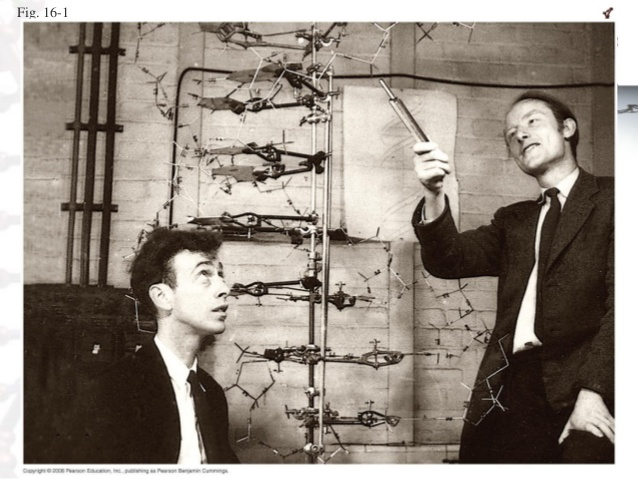 Fig. 16-1
Copyright © 2008 Pearson Education, Inc., publishing as Pearson Benjamin Cummings.